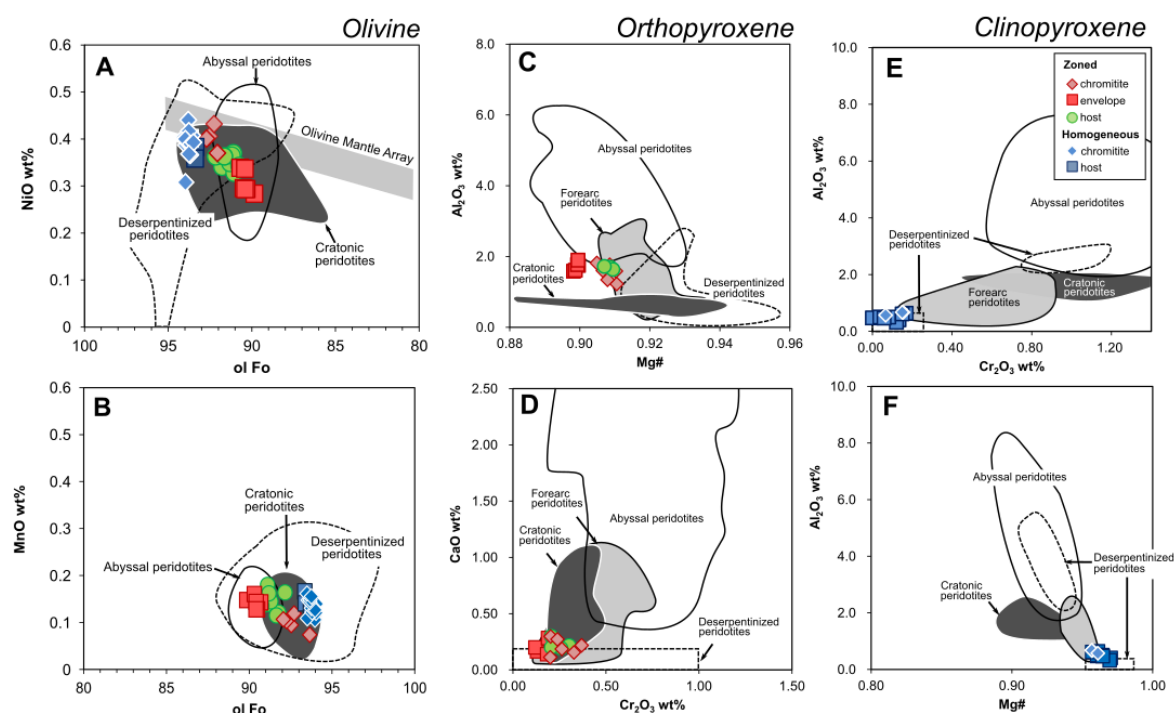 Olivine
Orthopyroxene
Clinopyroxene
A
NiO wt%
0.6
0.5
0.4
0.3
0.2
0.1
0
100
95
90
85
80
ol Fo
Abyssal peridotites
Olivine Mantle Array
Deserpentinized
peridotites
Cratonic
peridotites
C
Al2O3 wt%
8.0
6.0
4.0
2.0
0.0
0.88
0.90
0.92
0.94
0.96
Mg#
Abyssal peridotites
Forearc
peridotites
Cratonic
peridotites
Deserpentinized
peridotites
E
Al2O3 wt%
10.0
8.0
6.0
4.0
2.0
0.0
0.00
0.40
0.80
1.20
Cr2O3 wt%
Zoned
chromitite
envelope
host
Homogeneous
chromitite
host
Abyssal peridotites
Deserpentinized
peridotites
Forearc
peridotites
Cratonic
peridotites
B
MnO wt%
0.6
0.5
0.4
0.3
0.2
0.1
0
80
85
90
95
100
ol Fo
Cratonic
peridotites
Deserpentinized
peridotites
Abyssal peridotites
D
CaO wt%
2.50
2.00
1.50
1.00
0.50
0.00
0.00
0.50
1.00
1.50
Cr2O3 wt%
Forearc
peridotites
Abyssal peridotites
Cratonic
peridotites
Deserpentinized
peridotites
F
Al2O3 wt%
10.0
8.0
6.0
4.0
2.0
0.0
0.80
0.90
1.00
Mg#
Abyssal peridotites
Deserpentinized
peridotites
Cratonic
peridotites